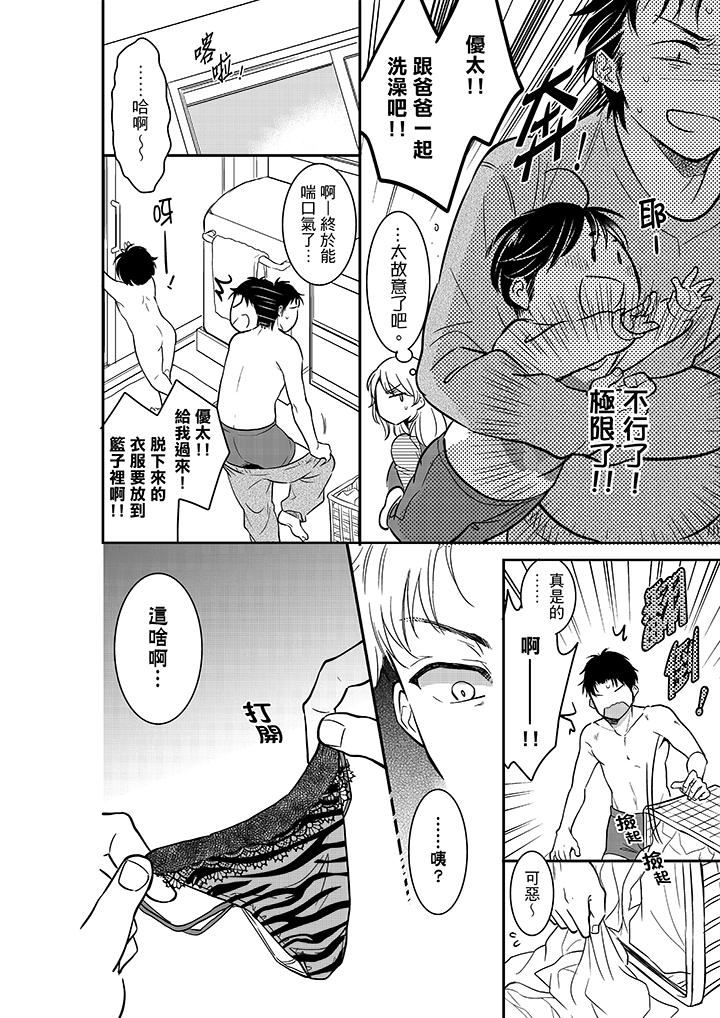 優太!!
跟爸爸一起
洗澡吧!!
耶—
不行了!
極限了!!
…太故意了吧。
喀
啦!
……哈啊~
啊—終於能
喘口氣了…
呀—
優太!!
給我過來!
脫下來的
衣服要放到
籃子裡啊!!
翻
倒!
真是的
……
啊——!!
撿起
撿起
可惡~
……咦?
打開
這啥啊…